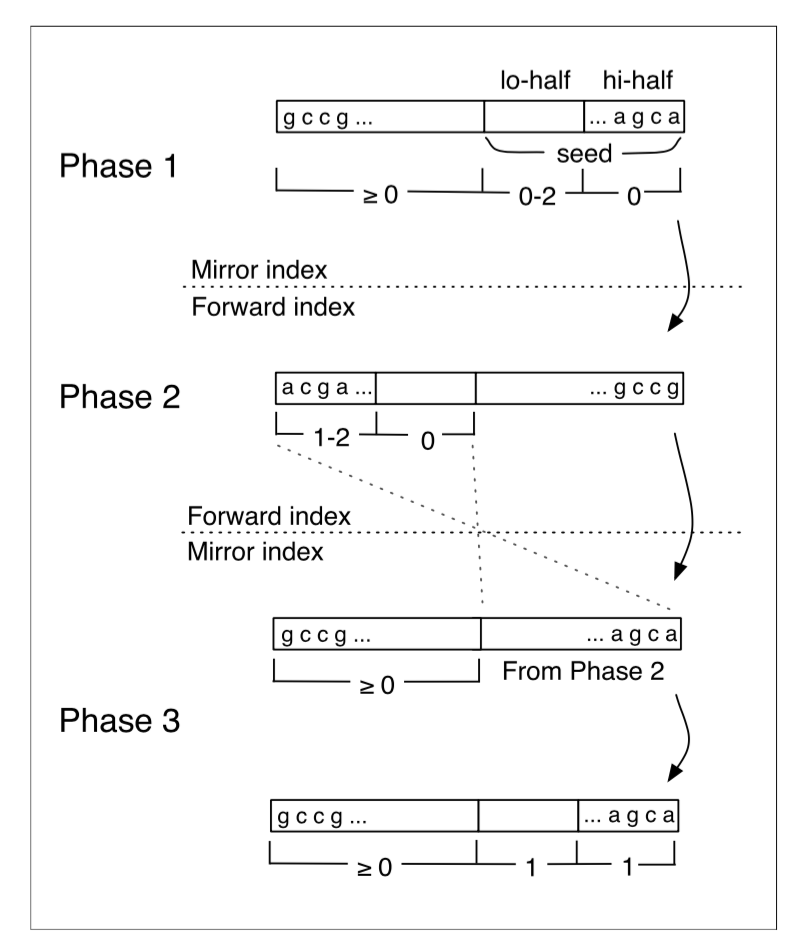 lo-half hi-half
g c c g ... ... a g c a
seed
Phase 1
≥ 0 0-2 0
Mirror index
Forward index
Phase 2
a c g a ... ... g c c g
1-2 0
Forward index
Mirror index
g c c g ... ... a g c a
≥ 0 From Phase 2
Phase 3
g c c g ... ... a g c a
≥ 0 1 1